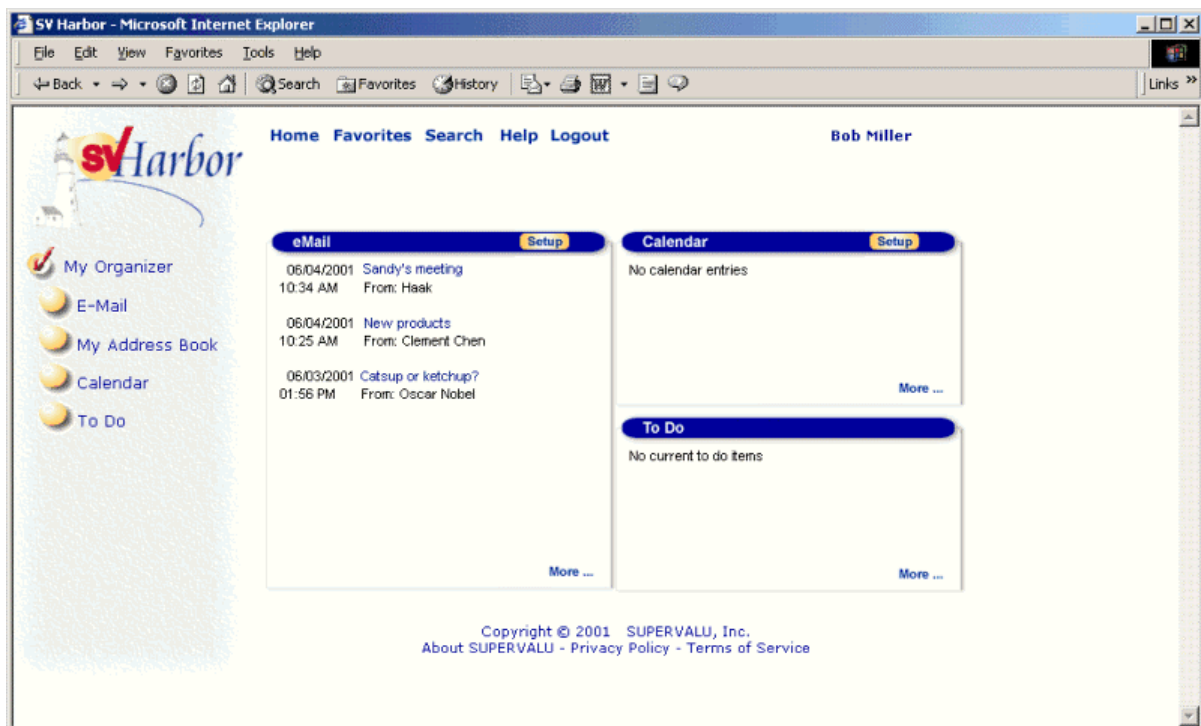 SV Harbor - Microsoft Internet Explorer
File Edit View Favorites Tools Help
Back Search Favorites History Links »
svHarbor
Home Favorites Search Help Logout
Bob Miller
My Organizer
E-Mail
My Address Book
Calendar
To Do
eMail Setup
06/04/2001 Sandy's meeting
10:34 AM From: Haak
06/04/2001 New products
10:25 AM From: Clement Chen
06/03/2001 Catsup or ketchup?
01:56 PM From: Oscar Nobel
More ...
Calendar Setup
No calendar entries
More ...
To Do
No current to do items
More ...
Copyright © 2001 SUPERVALU, Inc.
About SUPERVALU - Privacy Policy - Terms of Service